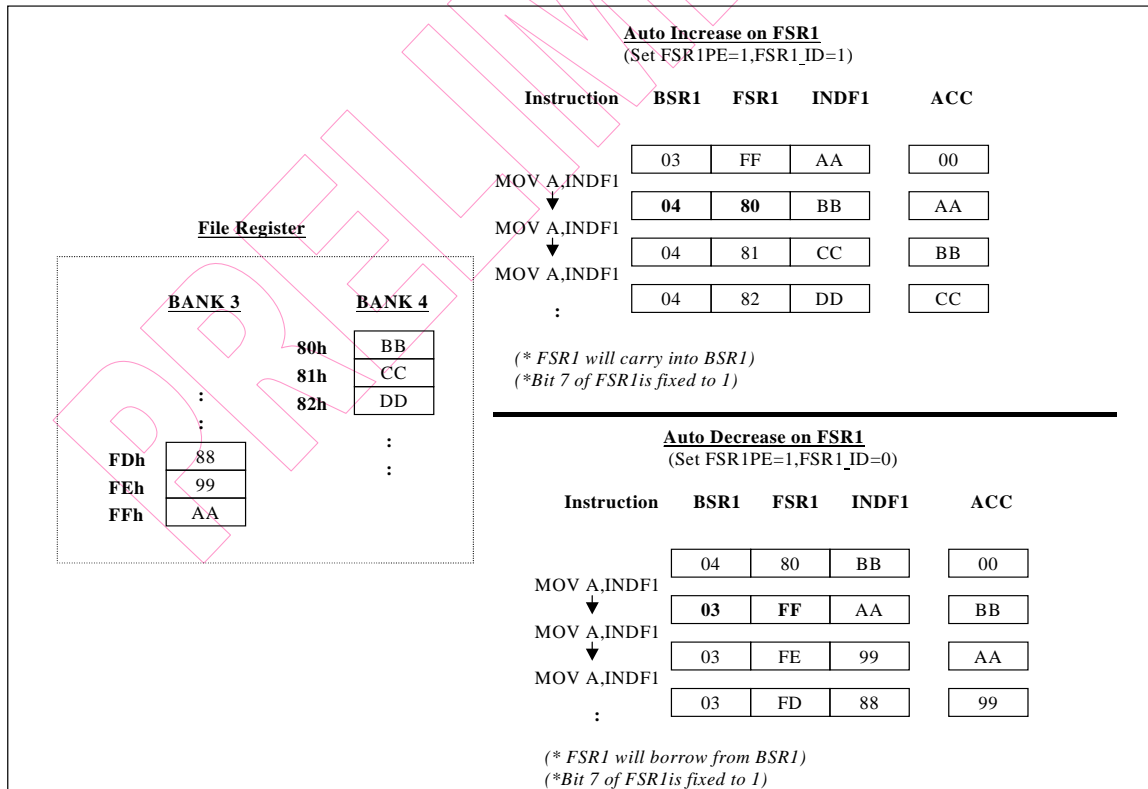 Auto Increase on FSR1
(Set FSR1PE=1,FSR1_ID=1)
Instruction BSR1 FSR1 INDF1 ACC
03 FF AA 00
MOV A,INDF1
04 80 BB AA
MOV A,INDF1
04 81 CC BB
MOV A,INDF1
04 82 DD CC
:
(* FSR1 will carry into BSR1)
(*Bit 7 of FSR1is fixed to 1)
File Register
BANK 3 BANK 4
80h BB
81h CC
82h DD
:
:
:
:
FDh 88
FEh 99
FFh AA
Auto Decrease on FSR1
(Set FSR1PE=1,FSR1_ID=0)
Instruction BSR1 FSR1 INDF1 ACC
04 80 BB 00
MOV A,INDF1
03 FF AA BB
MOV A,INDF1
03 FE 99 AA
MOV A,INDF1
03 FD 88 99
:
(* FSR1 will borrow from BSR1)
(*Bit 7 of FSR1is fixed to 1)
PRELIM